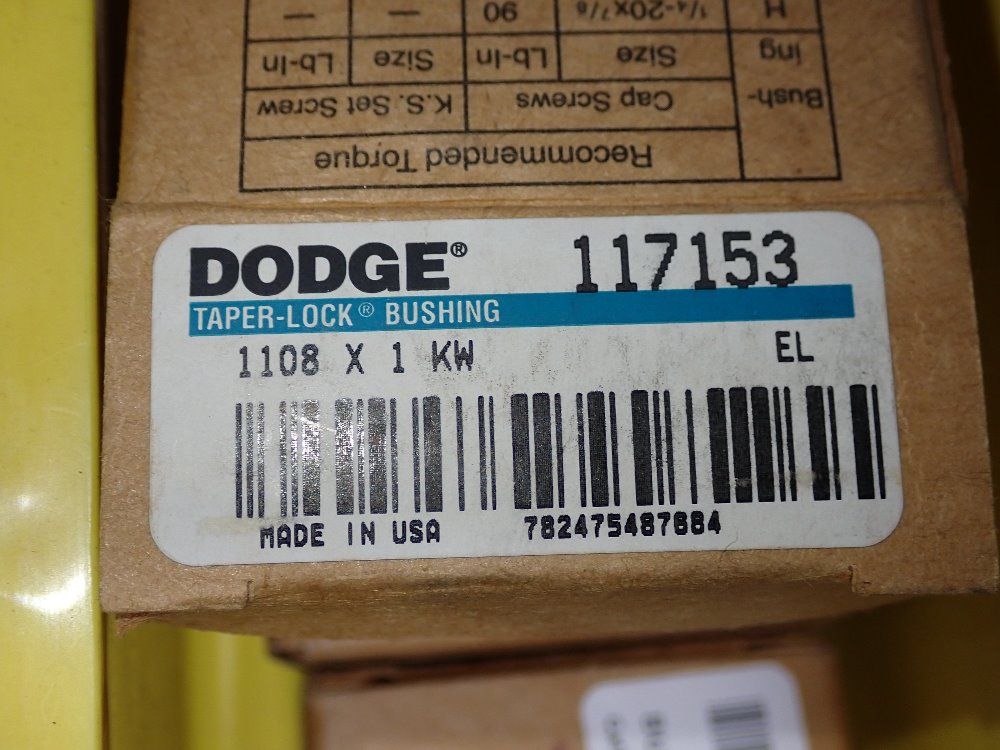 H 1/4-20x7/8 90 — —
ing Size Lb-In Size Lb-In
Bush- Cap Screws K.S. Set Screw
Recommended Torque
DODGE® 117153
TAPER-LOCK® BUSHING
1108 X 1 KW EL
MADE IN USA 782475487884